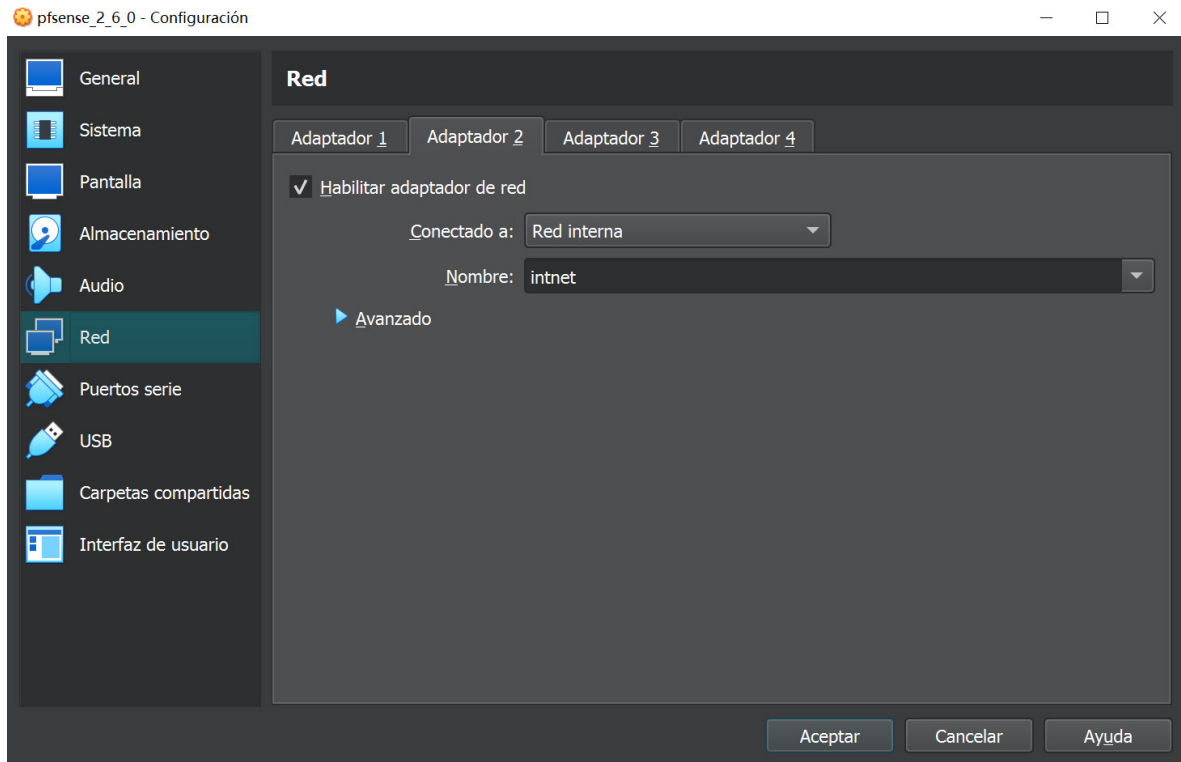 pfsense_2_6_0 - Configuración
General
Sistema
Pantalla
Almacenamiento
Audio
Red
Puertos serie
USB
Carpetas compartidas
Interfaz de usuario
Red
Adaptador 1 Adaptador 2 Adaptador 3 Adaptador 4
Habilitar adaptador de red
Conectado a: Red interna
Nombre: intnet
Avanzado
Aceptar Cancelar Ayuda